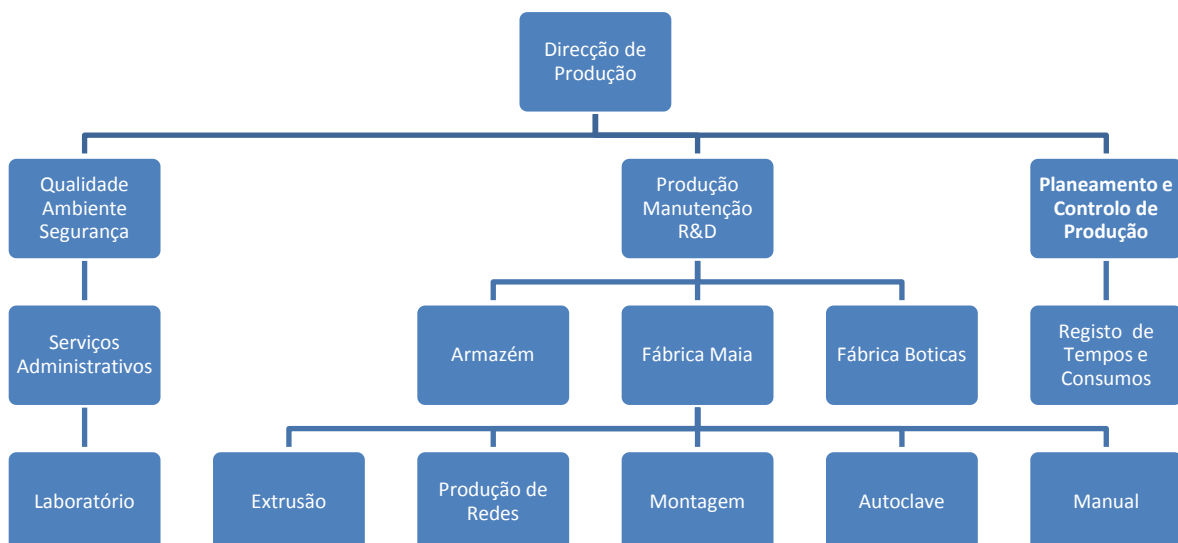 Direcção de
Produção
Qualidade
Ambiente
Segurança
Produção
Manutenção
R&D
Planeamento e
Controlo de
Produção
Serviços
Administrativos
Armazém
Fábrica Maia
Fábrica Boticas
Registo de
Tempos e
Consumos
Laboratório
Extrusão
Produção de
Redes
Montagem
Autoclave
Manual